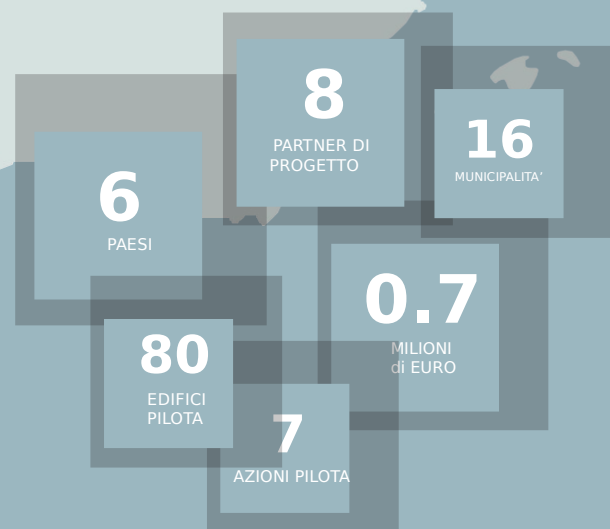 8
PARTNER DI
PROGETTO
16
MUNICIPALITA’
6
PAESI
0.7
MILIONI
di EURO
80
EDIFICI
PILOTA
7
AZIONI PILOTA